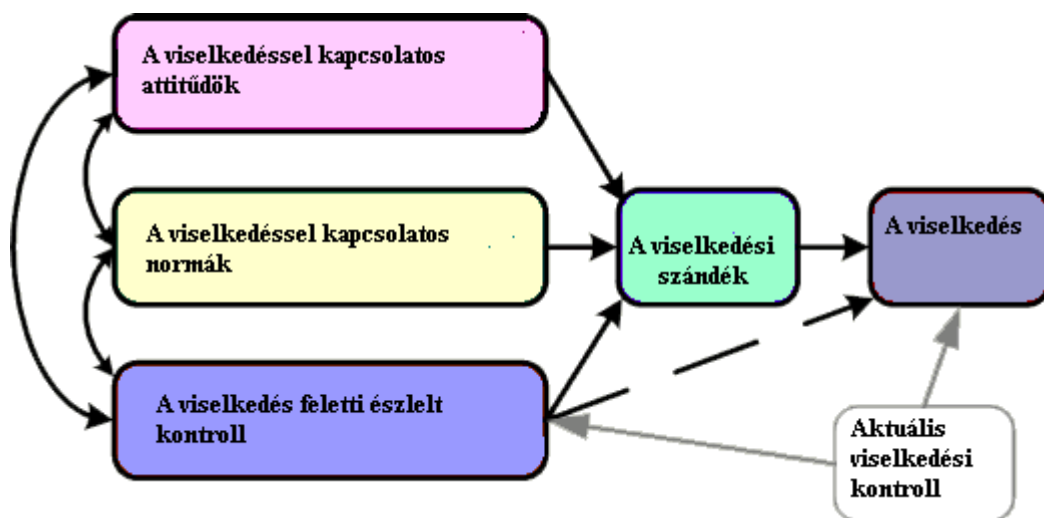 A viselkedéssel kapcsolatos
attitűdök
A viselkedéssel kapcsolatos
normák
A viselkedés feletti észlelt
kontroll
A viselkedési
szándék
A viselkedés
Aktuális
viselkedési
kontroll